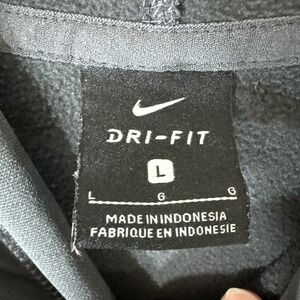 DRI-FIT
L
L G G
MADE IN INDONESIA
FABRIQUE EN INDONESIE